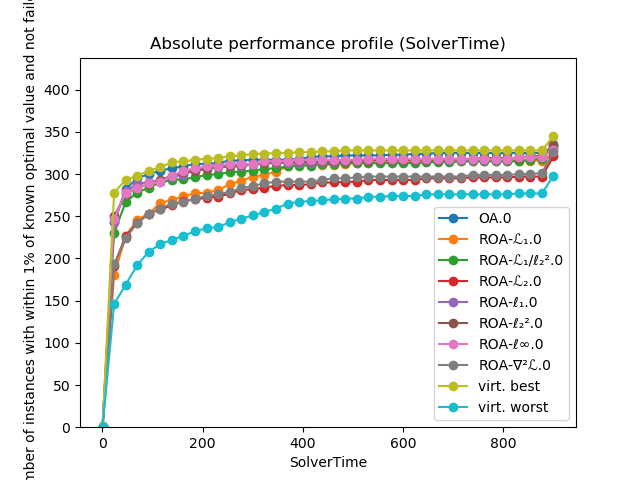 Absolute performance profile (SolverTime)
of instances with within 1% of known optimal value and not
400
350
300
250
200
150
100
50
0
0 200 400 600 800
SolverTime
OA.0
ROA-ℒ₁.0
ROA-ℒ₁/ℓ₂².0
ROA-ℒ₂.0
ROA-ℓ₁.0
ROA-ℓ₂².0
ROA-ℓ∞.0
ROA-∇²ℒ.0
virt. best
virt. worst